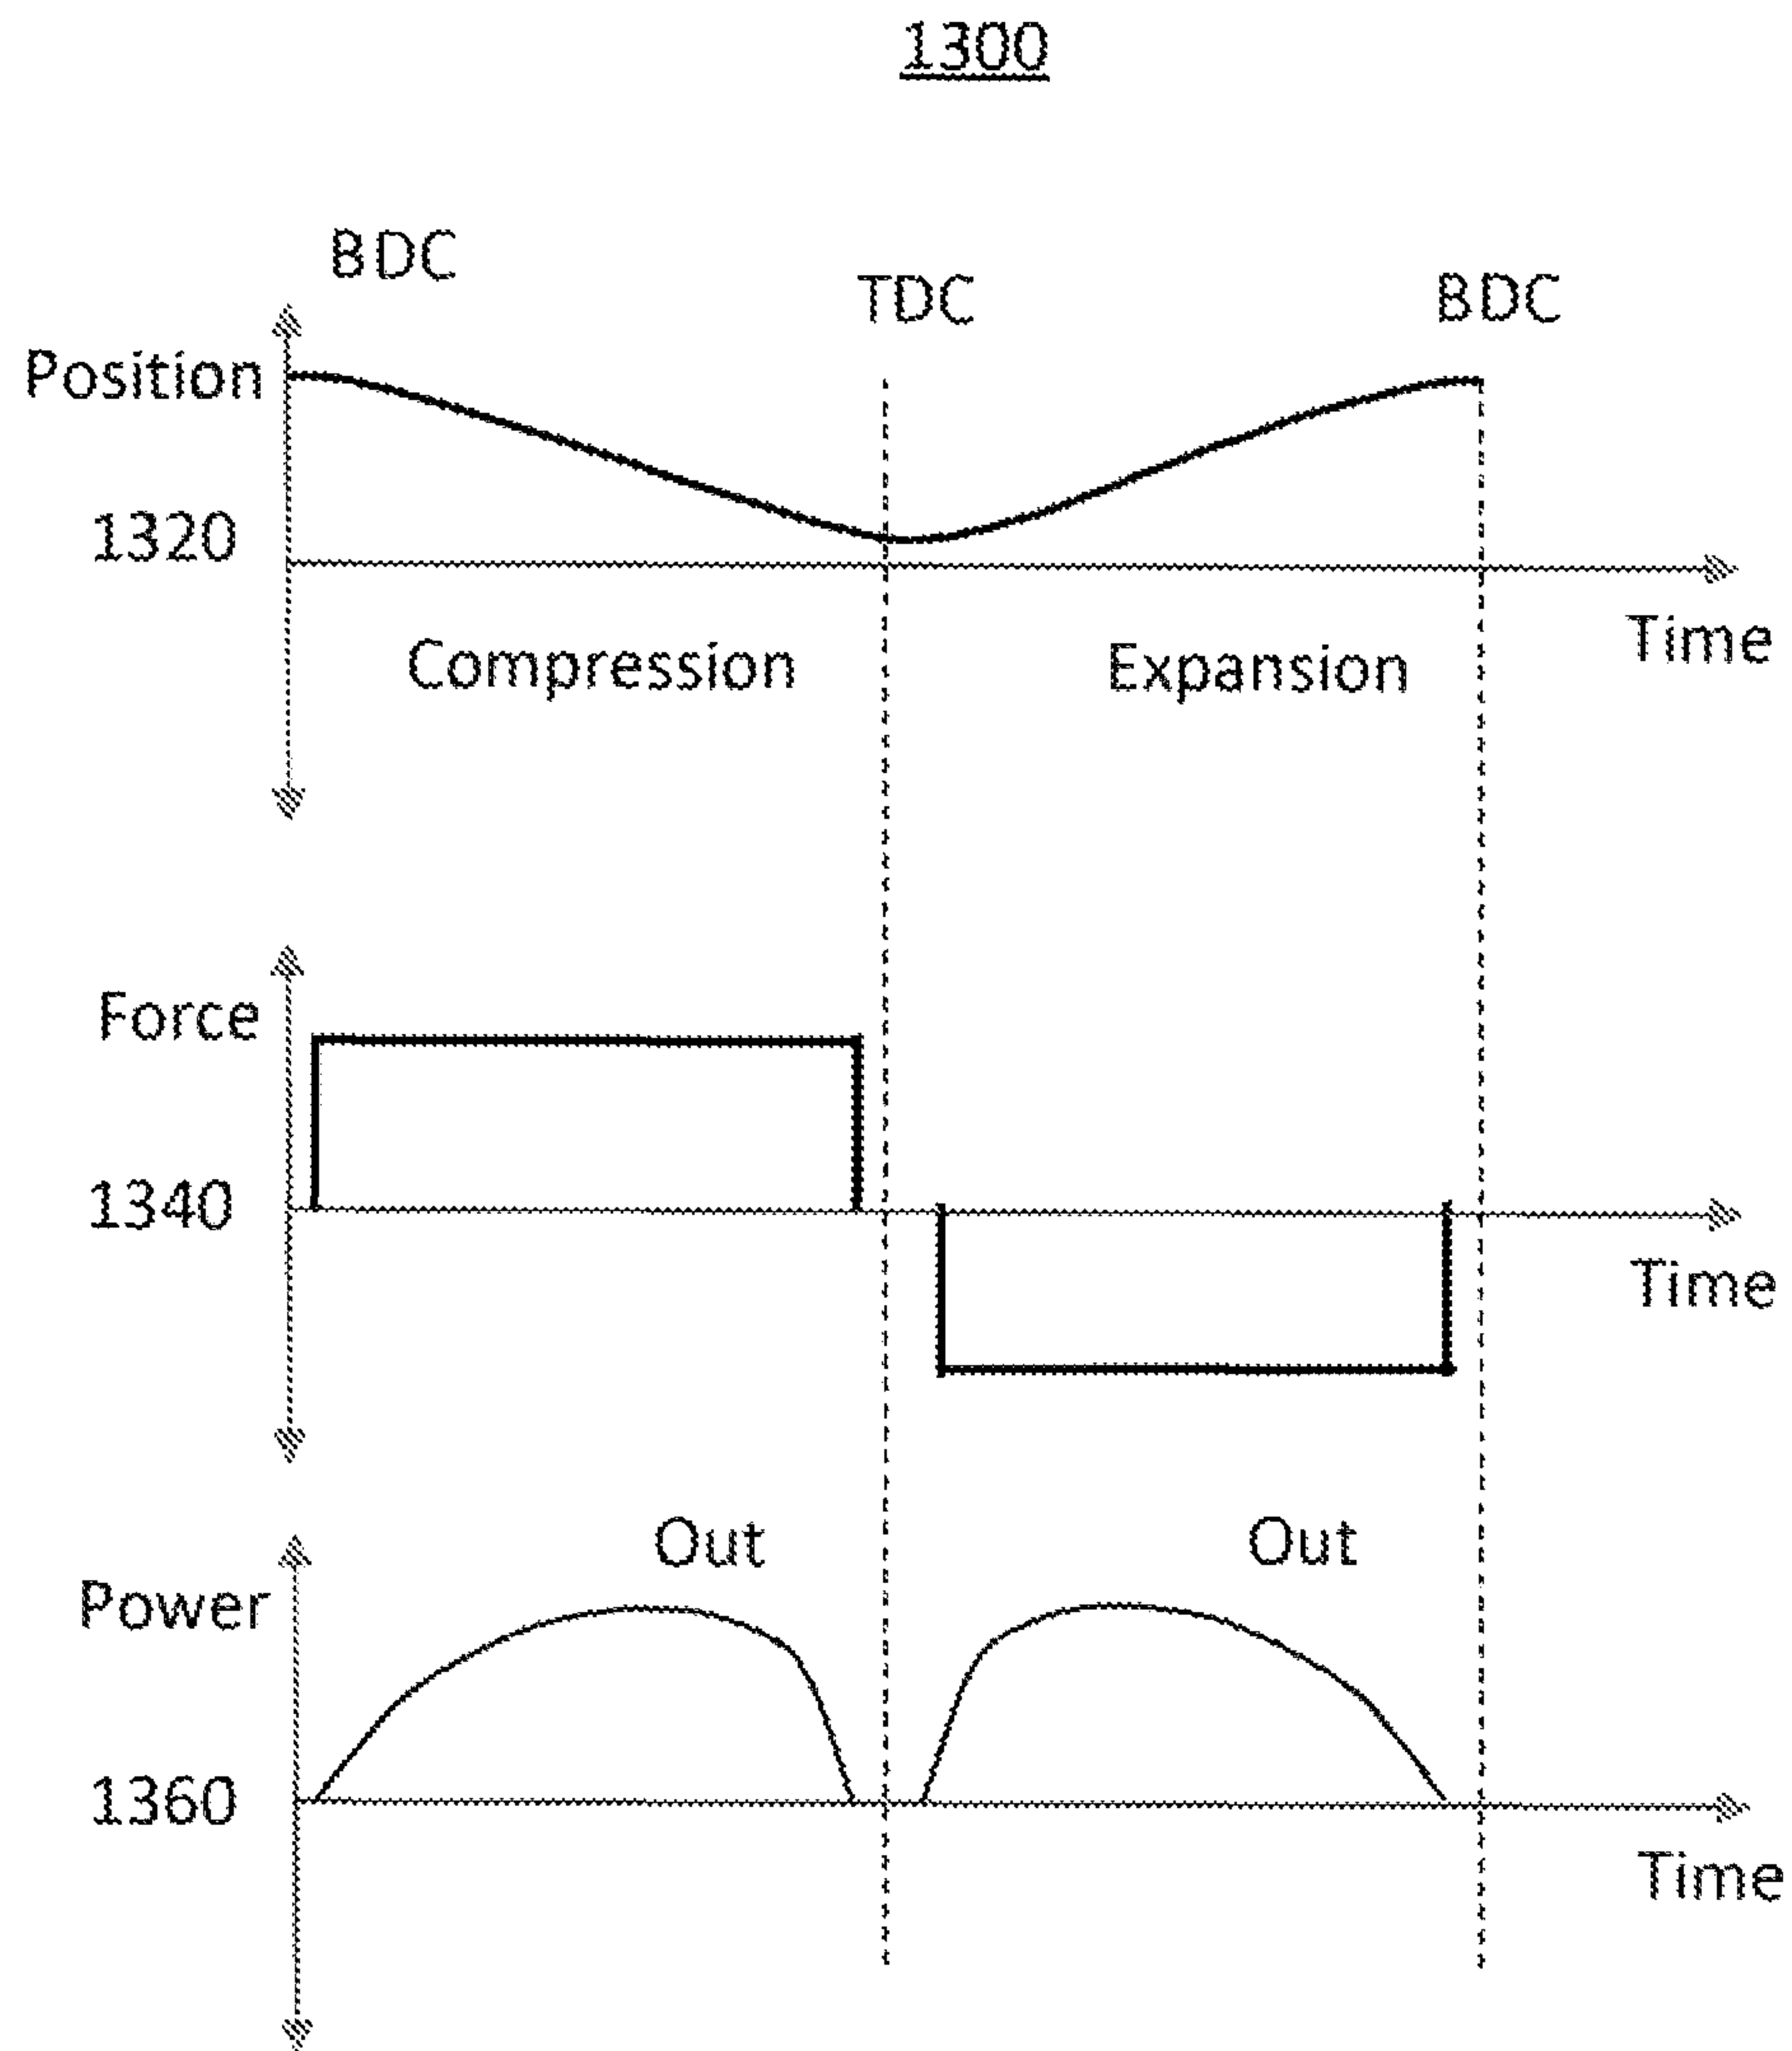 1300
BDC
TDC
BDC
Position
1320
Time
Compression
Expansion
Force
1340
Time
Out
Out
Power
1360
Time